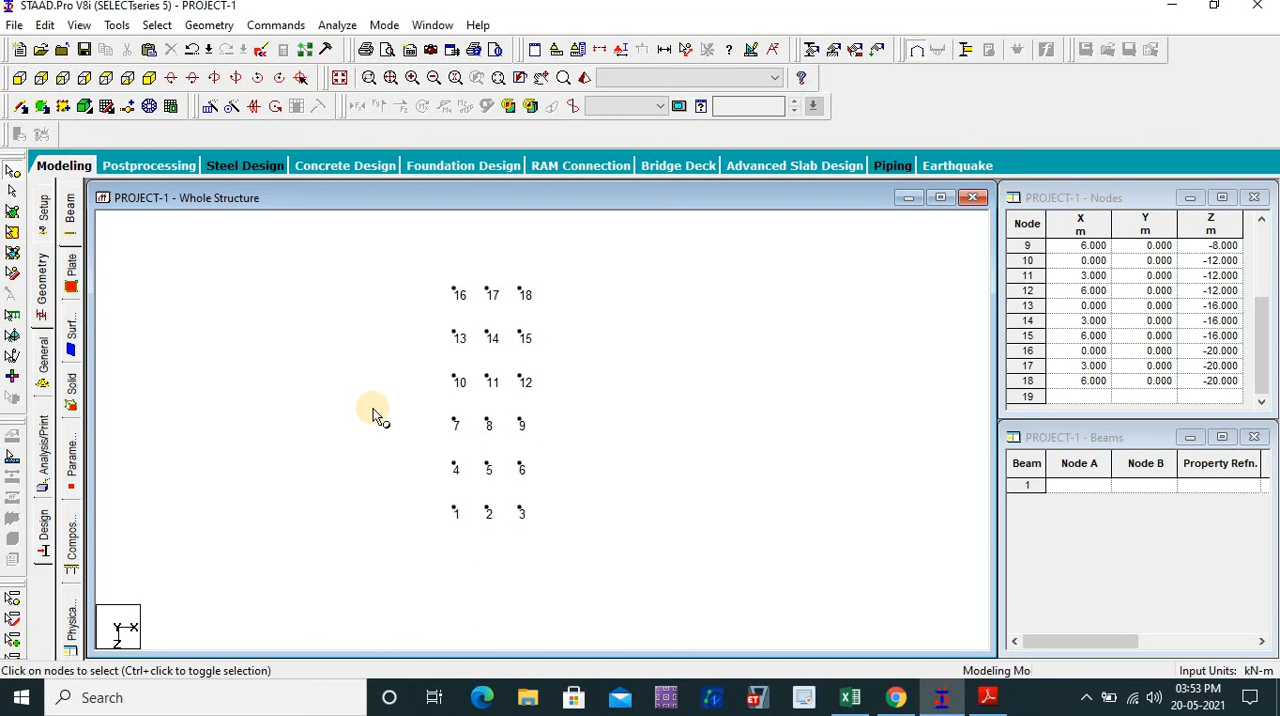 STAAD.Pro V8i (SELECTseries 5) - PROJECT-1
File Edit View Tools Select Geometry Commands Analyze Mode Window Help
Modeling Postprocessing Steel Design Concrete Design Foundation Design RAM Connection Bridge Deck Advanced Slab Design Piping Earthquake
Setup
Geometry
General
Analysis/Print
Design
Beam
Plate
Surf...
Solid
Parame...
Compos...
Physica...
PROJECT-1 - Whole Structure
16 17 18
13 14 15
10 11 12
7 8 9
4 5 6
1 2 3
Y X
Z
PROJECT-1 - Nodes
Node X m Y m Z m
9 6.000 0.000 -8.000
10 0.000 0.000 -12.000
11 3.000 0.000 -12.000
12 6.000 0.000 -12.000
13 0.000 0.000 -16.000
14 3.000 0.000 -16.000
15 6.000 0.000 -16.000
16 0.000 0.000 -20.000
17 3.000 0.000 -20.000
18 6.000 0.000 -20.000
19
PROJECT-1 - Beams
Beam Node A Node B Property Refn.
1
Click on nodes to select (Ctrl+click to toggle selection)
Modeling Mo
Input Units: kN-m
Search
ET
03:53 PM
20-05-2021